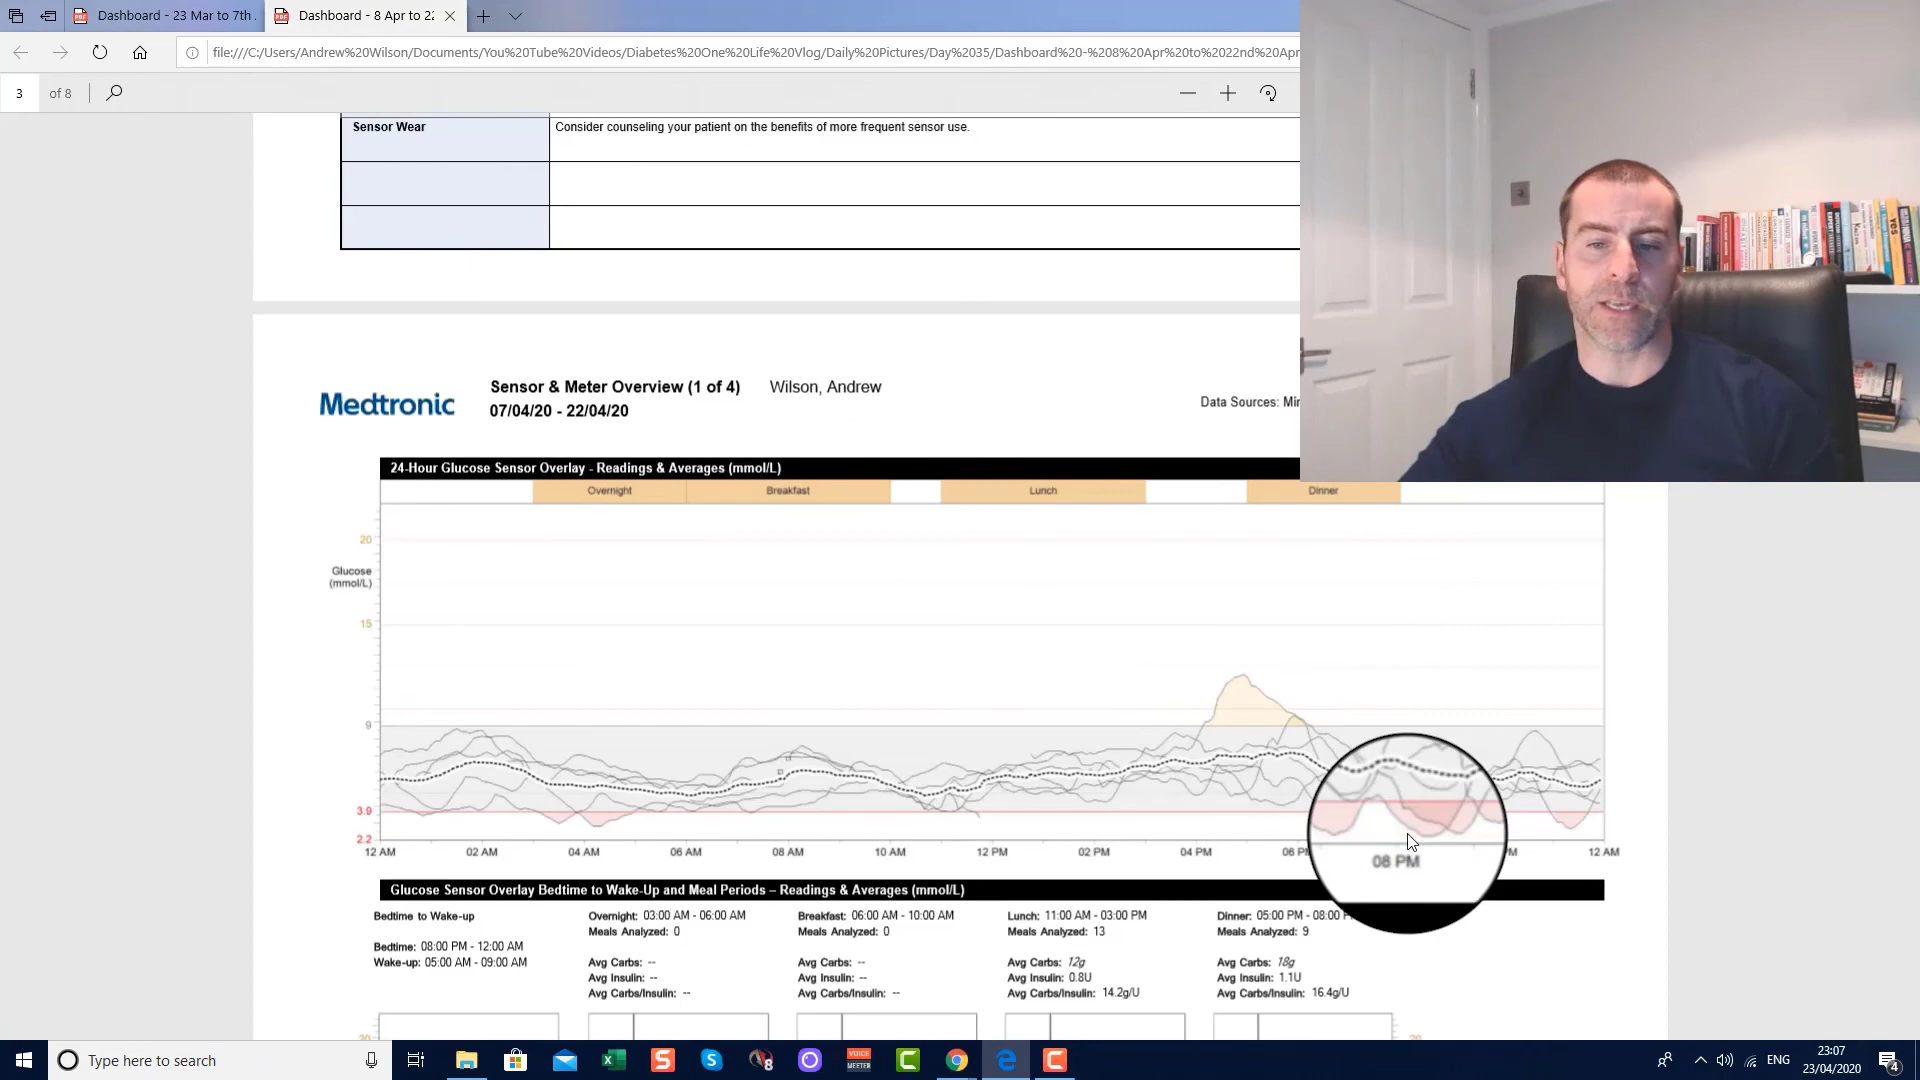 Dashboard - 23 Mar to 7th
Dashboard - 8 Apr to 22
file:///C:/Users/Andrew%20Wilson/Documents/You%20Tube%20Videos/Diabetes%20One%20Life%20Vlog/Daily%20Pictures/Day%2035/Dashboard%20-%208%20Apr%20to%2022nd%20Apr
3 of 8
Sensor Wear Consider counseling your patient on the benefits of more frequent sensor use.
Medtronic
Sensor & Meter Overview (1 of 4) Wilson, Andrew
07/04/20 - 22/04/20
Data Sources:
24-Hour Glucose Sensor Overlay - Readings & Averages (mmol/L)
Overnight Breakfast Lunch Dinner
20
Glucose
(mmol/L)
15
9
3.9
2.2
12 AM 02 AM 04 AM 06 AM 08 AM 10 AM 12 PM 02 PM 04 PM 06 08 PM 12 AM
Glucose Sensor Overlay Bedtime to Wake-Up and Meal Periods – Readings & Averages (mmol/L)
Bedtime to Wake-up
Bedtime: 08:00 PM - 12:00 AM
Wake-up: 05:00 AM - 09:00 AM
Overnight: 03:00 AM - 06:00 AM
Meals Analyzed: 0
Avg Carbs: --
Avg Insulin: --
Avg Carbs/Insulin: --
Breakfast: 06:00 AM - 10:00 AM
Meals Analyzed: 0
Avg Carbs: --
Avg Insulin: --
Avg Carbs/Insulin: --
Lunch: 11:00 AM - 03:00 PM
Meals Analyzed: 13
Avg Carbs: 12g
Avg Insulin: 0.8U
Avg Carbs/Insulin: 14.2g/U
Dinner: 05:00 PM - 08:00
Meals Analyzed: 9
Avg Carbs: 18g
Avg Insulin: 1.1U
Avg Carbs/Insulin: 16.4g/U
Type here to search
VOICE
MEETER
ENG
23:07
23/04/2020
4